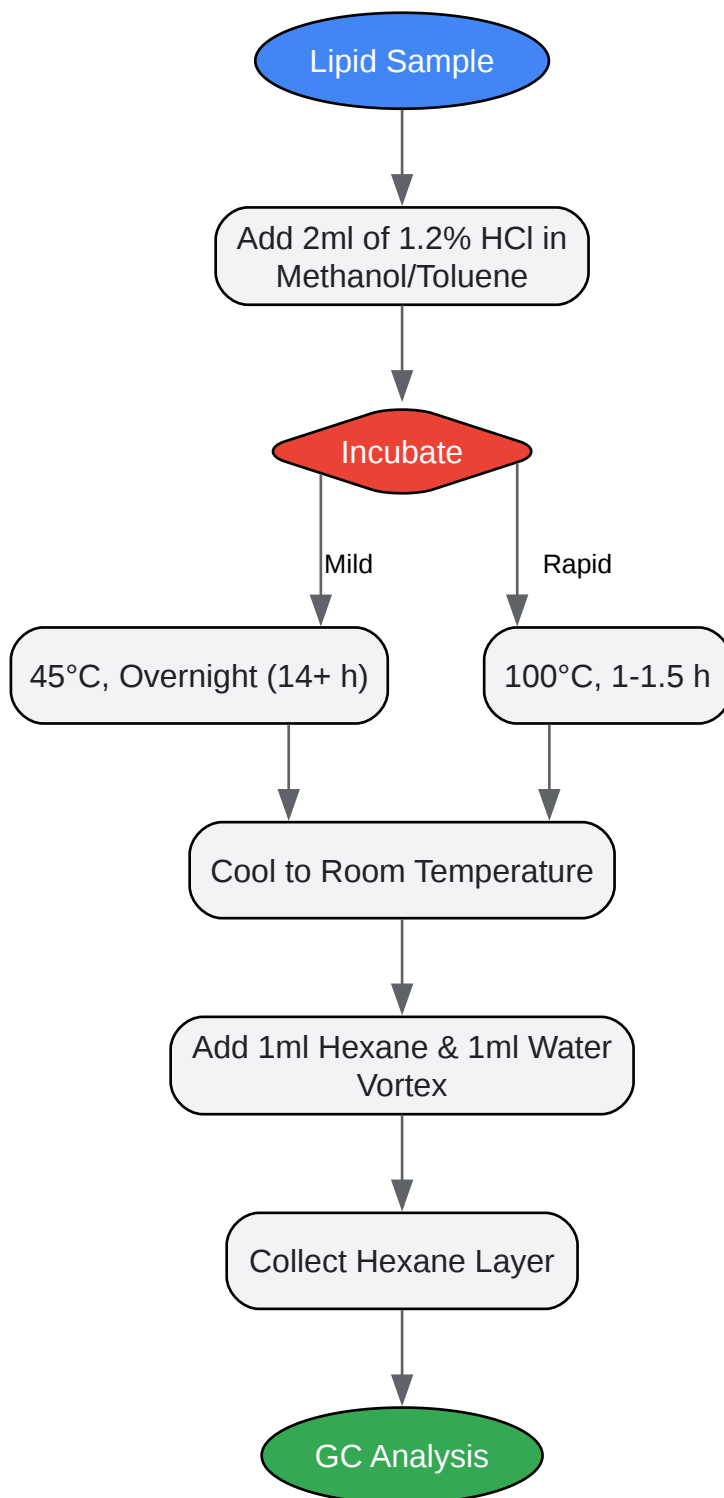 Lipid Sample
Add 2ml of 1.2% HCl in
Methanol/Toluene
Incubate
Mild
Rapid
45°C, Overnight (14+ h)
100°C, 1-1.5 h
Cool to Room Temperature
Add 1ml Hexane & 1ml Water
Vortex
Collect Hexane Layer
GC Analysis